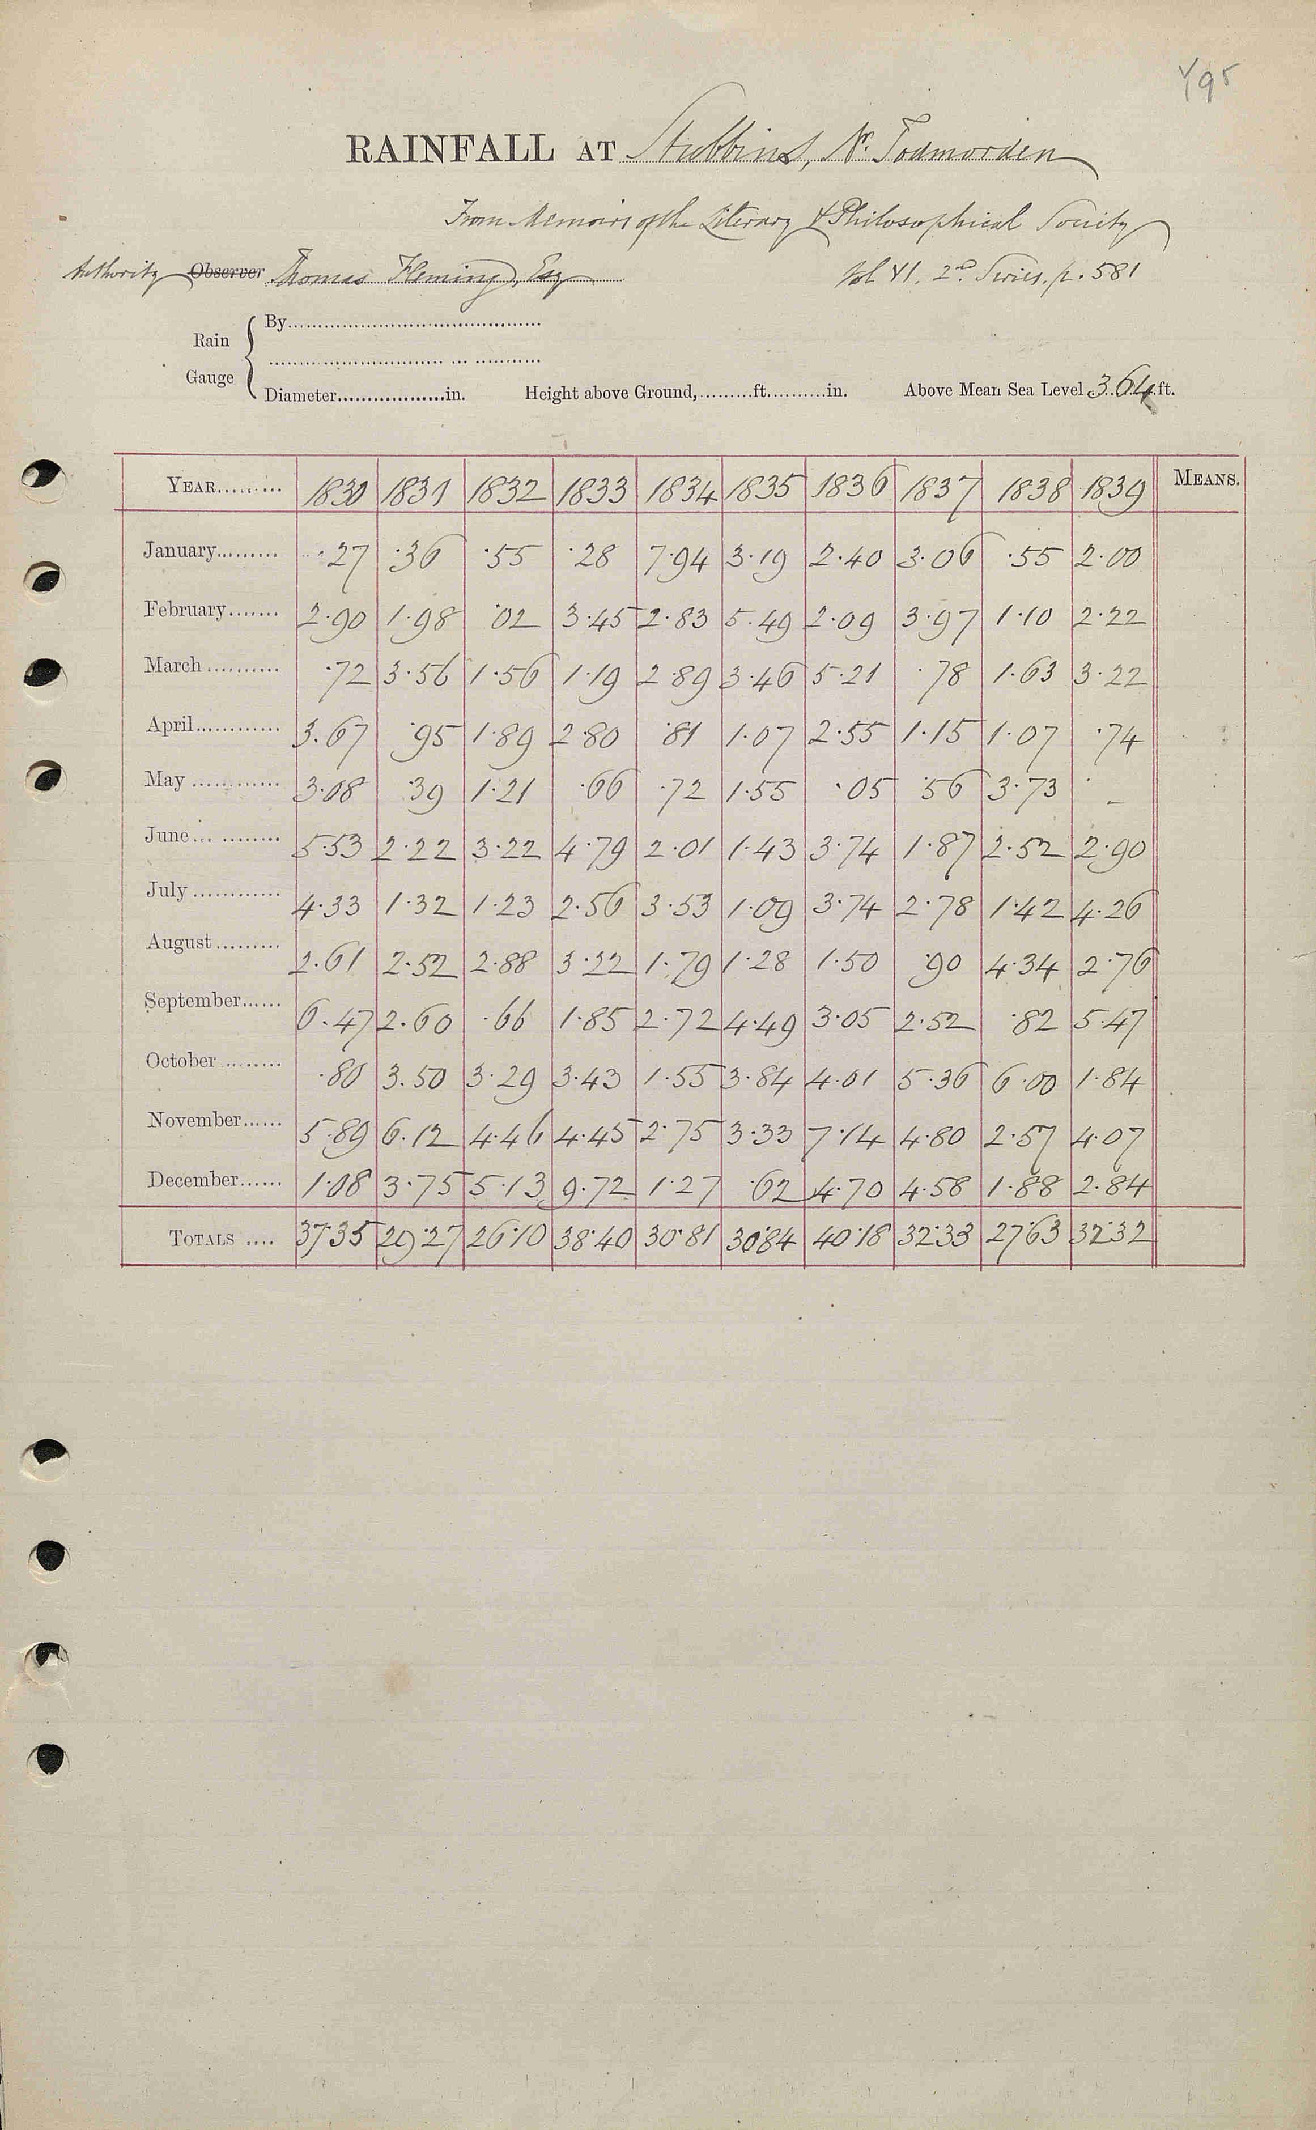 Y95
RAINFALL AT Stubbins, Nr. Todmorden
From Memoirs of the Literary & Philosophical Society
Authority Observer Thomas Fleming, Esq Vol VI. 2nd Series. p. 581
Rain Gauge
By
Diameter in. Height above Ground, ft. in. Above Mean Sea Level 364 ft.
YEAR 1830 1831 1832 1833 1834 1835 1836 1837 1838 1839 MEANS.
January ·27 ·36 ·55 ·28 7·94 3·19 2·40 3·06 ·55 2·00
February 2·90 1·98 ·02 3·45 2·83 5·49 2·09 3·97 1·10 2·22
March ·72 3·56 1·56 1·19 2·89 3·46 5·21 ·78 1·63 3·22
April 3·67 ·95 1·89 2·80 ·81 1·07 2·55 1·15 1·07 ·74
May 3·08 ·39 1·21 ·66 ·72 1·55 ·05 ·56 3·73 · –
June 5·53 2·22 3·22 4·79 2·01 1·43 3·74 1·87 2·52 2·90
July 4·33 1·32 1·23 2·56 3·53 1·09 3·74 2·78 1·42 4·26
August 2·61 2·52 2·88 3·22 1·79 1·28 1·50 ·90 4·34 2·76
September 6·47 2·60 ·66 1·85 2·72 4·49 3·05 2·52 ·82 5·47
October ·80 3·50 3·29 3·43 1·55 3·84 4·01 5·36 6·00 1·84
November 5·89 6·12 4·46 4·45 2·75 3·33 7·14 4·80 2·57 4·07
December 1·08 3·75 5·13 9·72 1·27 ·62 4·70 4·58 1·88 2·84
TOTALS 37·35 29·27 26·10 38·40 30·81 30·84 40·18 32·33 27·63 32·32